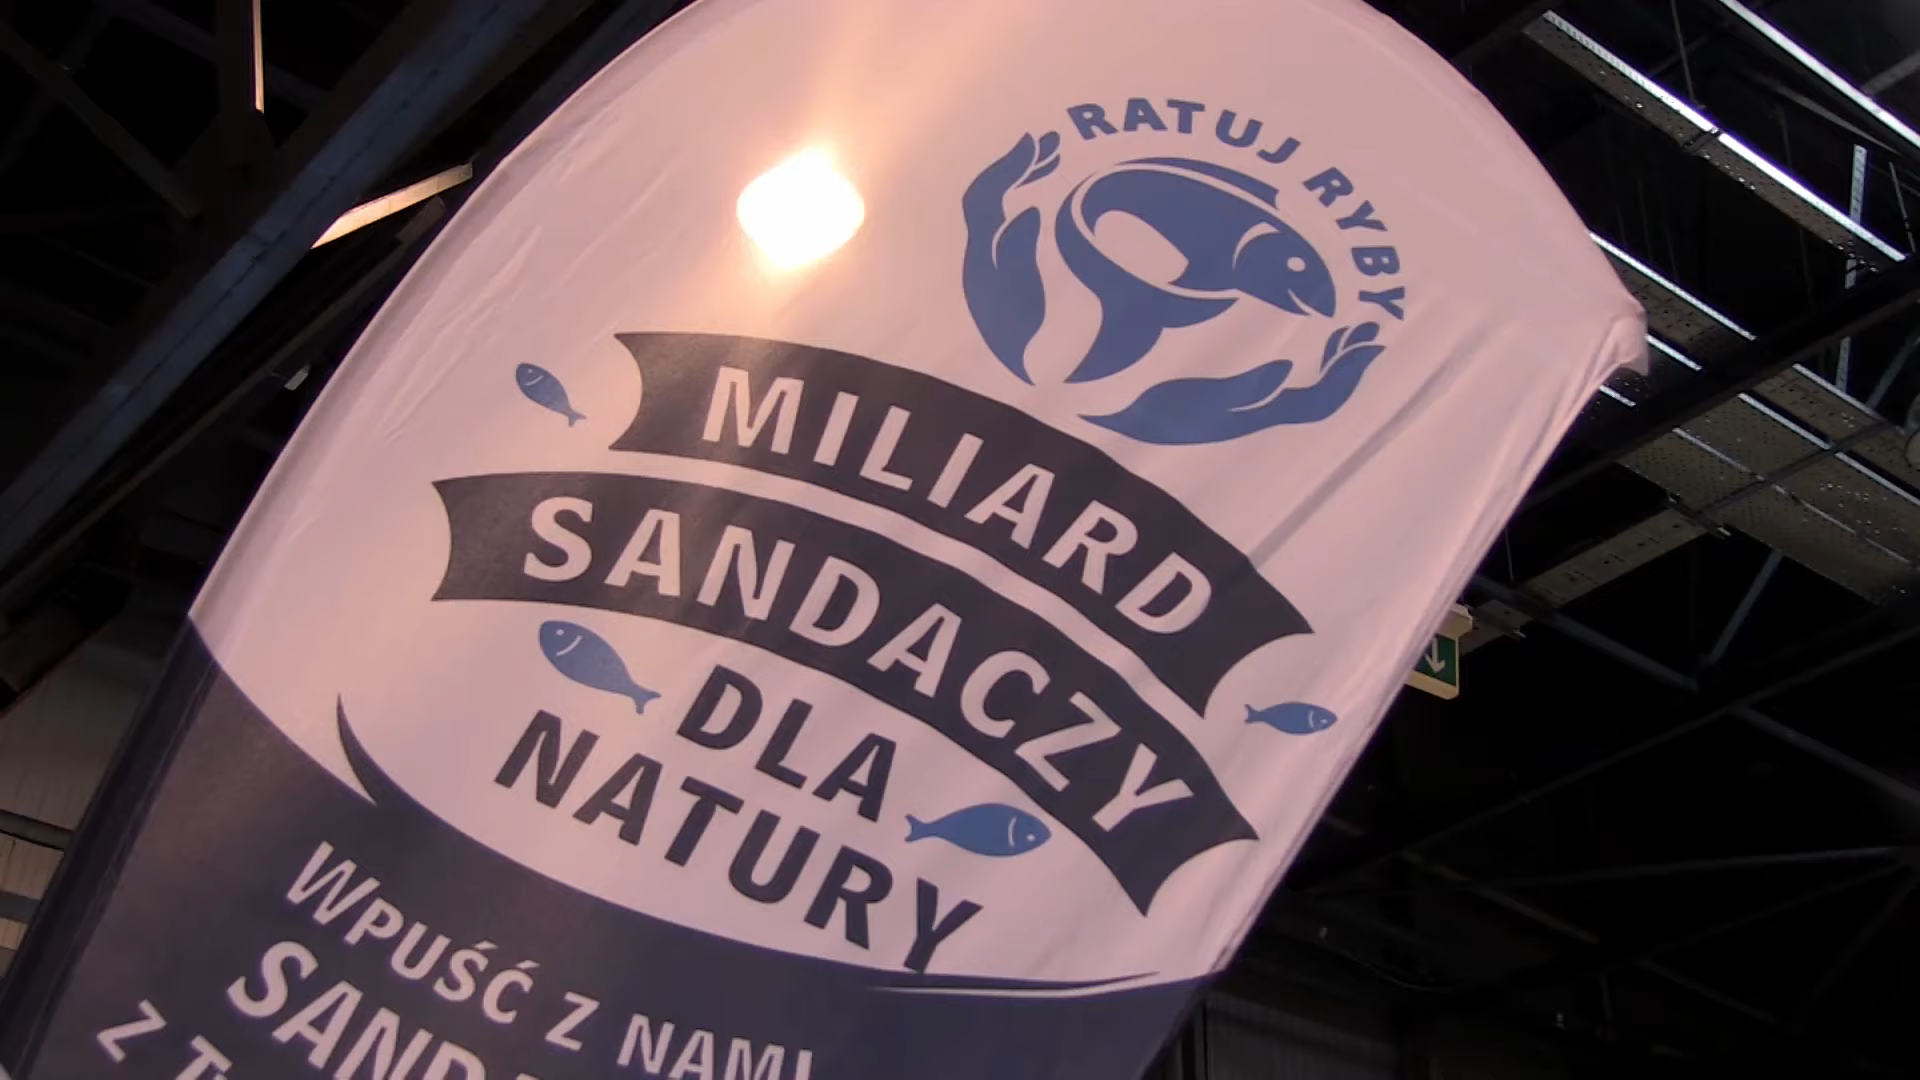 RATUJ RYBY
MILIARD
SANDACZY
DLA
NATURY
WPUŚĆ Z NAMI